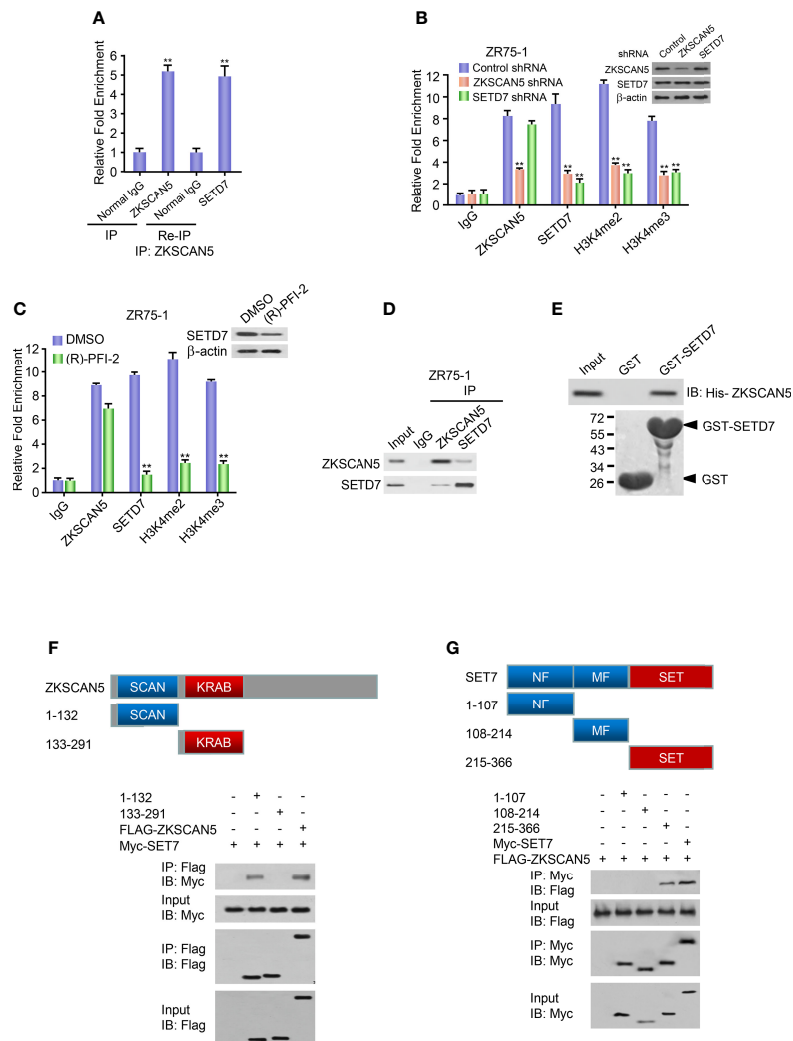 A
Relative Fold Enrichment
6
5
4
3
2
1
0
**
**
Normal IgG
ZKSCAN5
Normal IgG
SETD7
IP
Re-IP
IP: ZKSCAN5
B
ZR75-1
Control shRNA
ZKSCAN5 shRNA
SETD7 shRNA
Relative Fold Enrichment
12
10
8
6
4
2
0
**
** **
** **
** **
IgG
ZKSCAN5
SETD7
H3K4me2
H3K4me3
shRNA
Control
ZKSCAN5
SETD7
ZKSCAN5
SETD7
β-actin
C
ZR75-1
DMSO
(R)-PFI-2
Relative Fold Enrichment
12
10
8
6
4
2
0
**
**
**
IgG
ZKSCAN5
SETD7
H3K4me2
H3K4me3
DMSO
(R)-PFI-2
SETD7
β-actin
D
ZR75-1
IP
Input
IgG
ZKSCAN5
SETD7
ZKSCAN5
SETD7
E
Input
GST
GST-SETD7
IB: His- ZKSCAN5
72
55
43
34
26
GST-SETD7
GST
F
ZKSCAN5 SCAN KRAB
1-132 SCAN
133-291 KRAB
1-132 - + - -
133-291 - - + -
FLAG-ZKSCAN5 - - - +
Myc-SET7 + + + +
IP: Flag
IB: Myc
Input
IB: Myc
IP: Flag
IB: Flag
Input
IB: Flag
G
SET7 NF MF SET
1-107
108-214 MF
215-366 SET
1-107 - + - - -
108-214 - - + - -
215-366 - - - + -
Myc-SET7 - - - - +
FLAG-ZKSCAN5 + + + + +
IP: Myc
IB: Flag
Input
IB: Flag
IP: Myc
IB: Myc
Input
IB: Myc